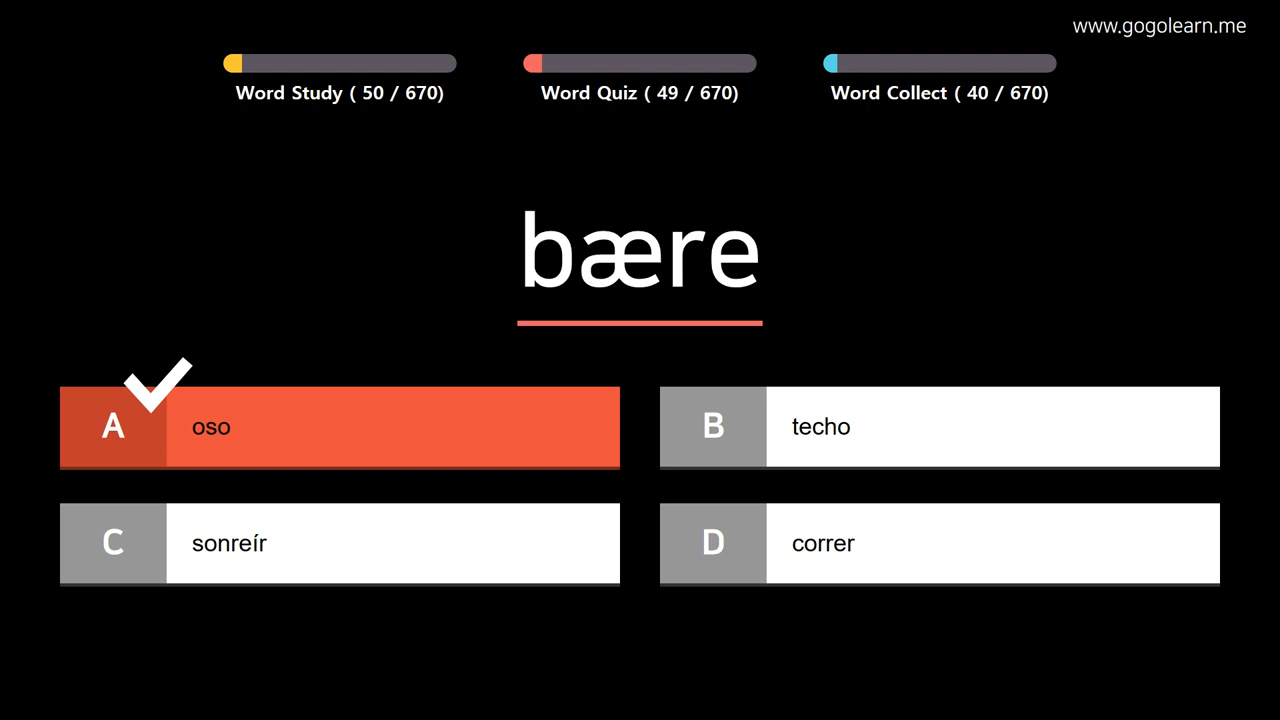 www.gogolearn.me
Word Study ( 50 / 670)
Word Quiz ( 49 / 670)
Word Collect ( 40 / 670)
bære
A oso
B techo
C sonreír
D correr